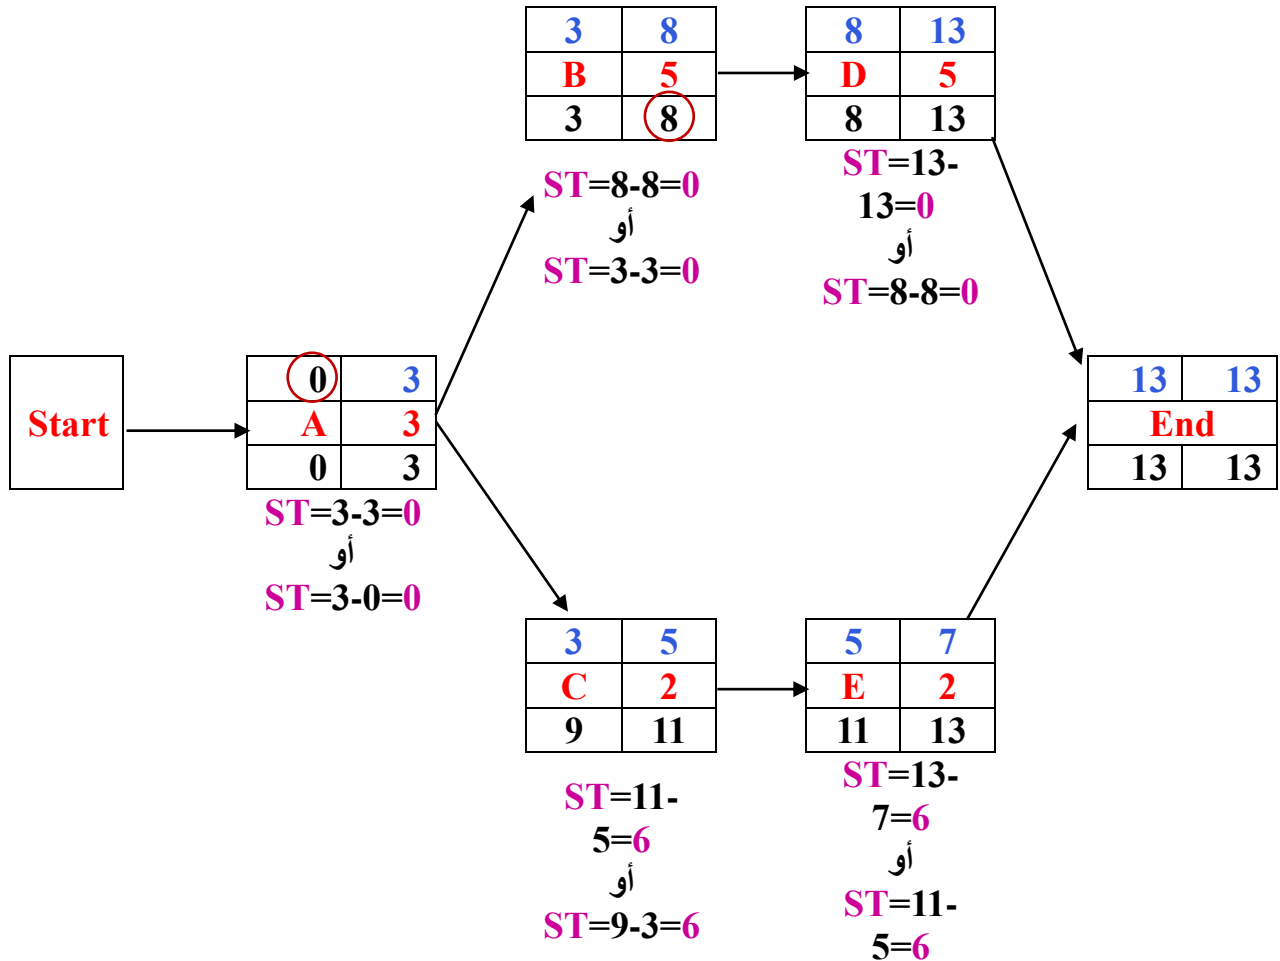 3 8
B 5
3 8
ST=8-8=0
أو
ST=3-3=0
8 13
D 5
8 13
ST=13-
13=0
أو
ST=8-8=0
Start
0 3
A 3
0 3
ST=3-3=0
أو
ST=3-0=0
13 13
End
13 13
3 5
C 2
9 11
ST=11-
5=6
أو
ST=9-3=6
5 7
E 2
11 13
ST=13-
7=6
أو
ST=11-
5=6